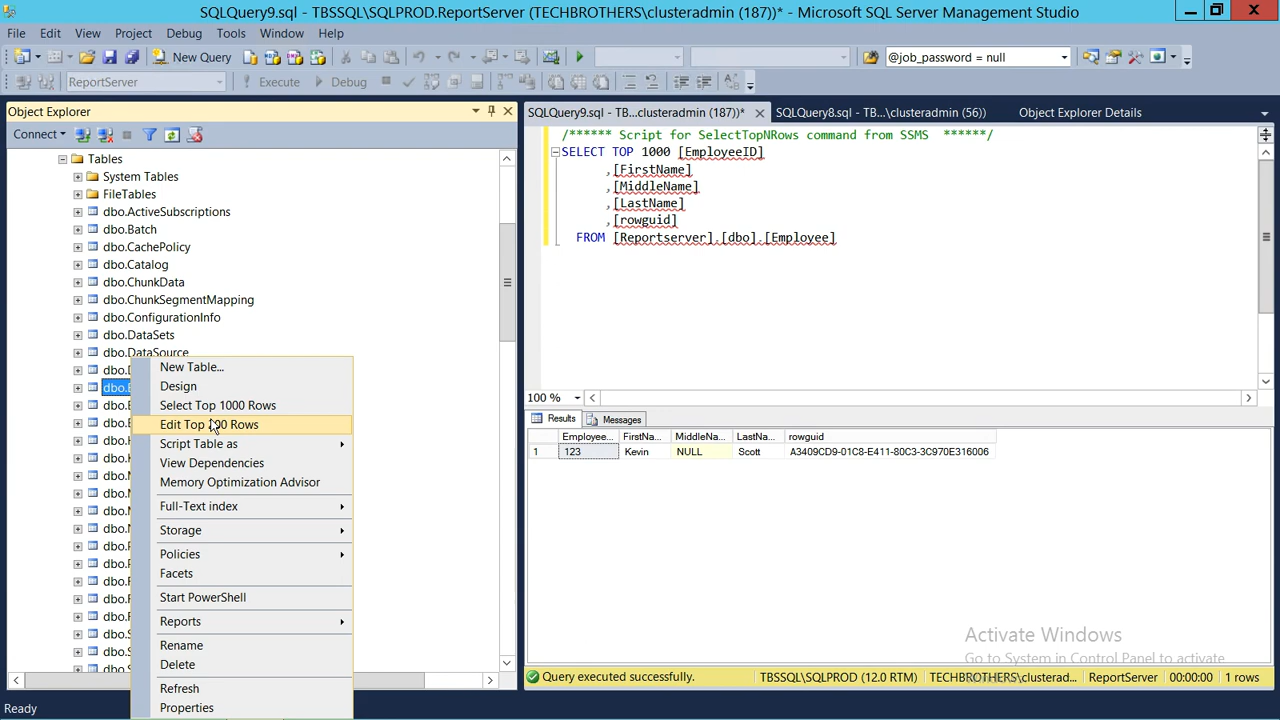 SQLQuery9.sql - TBSSQL\SQLPROD.ReportServer (TECHBROTHERS\clusteradmin (187))* - Microsoft SQL Server Management Studio
File Edit View Project Debug Tools Window Help
New Query @job_password = null
ReportServer Execute Debug
Object Explorer
Connect
Tables
System Tables
FileTables
dbo.ActiveSubscriptions
dbo.Batch
dbo.CachePolicy
dbo.Catalog
dbo.ChunkData
dbo.ChunkSegmentMapping
dbo.ConfigurationInfo
dbo.DataSets
dbo.DataSource
New Table...
Design
Select Top 1000 Rows
Edit Top 200 Rows
Script Table as
View Dependencies
Memory Optimization Advisor
Full-Text index
Storage
Policies
Facets
Start PowerShell
Reports
Rename
Delete
Refresh
Properties
SQLQuery9.sql - TB...clusteradmin (187))* SQLQuery8.sql - TB...\clusteradmin (56)) Object Explorer Details
/****** Script for SelectTopNRows command from SSMS ******/
SELECT TOP 1000 [EmployeeID]
,[FirstName]
,[MiddleName]
,[LastName]
,[rowguid]
FROM [Reportserver].[dbo].[Employee]
100 %
Results Messages
Employee... FirstNa... MiddleNa... LastNa... rowguid
1 123 Kevin NULL Scott A3409CD9-01C8-E411-80C3-3C970E316006
Activate Windows
Go to System in Control Panel to activate
Query executed successfully. TBSSQL\SQLPROD (12.0 RTM) TECHBROTHERS\clusterad... ReportServer 00:00:00 1 rows
Ready